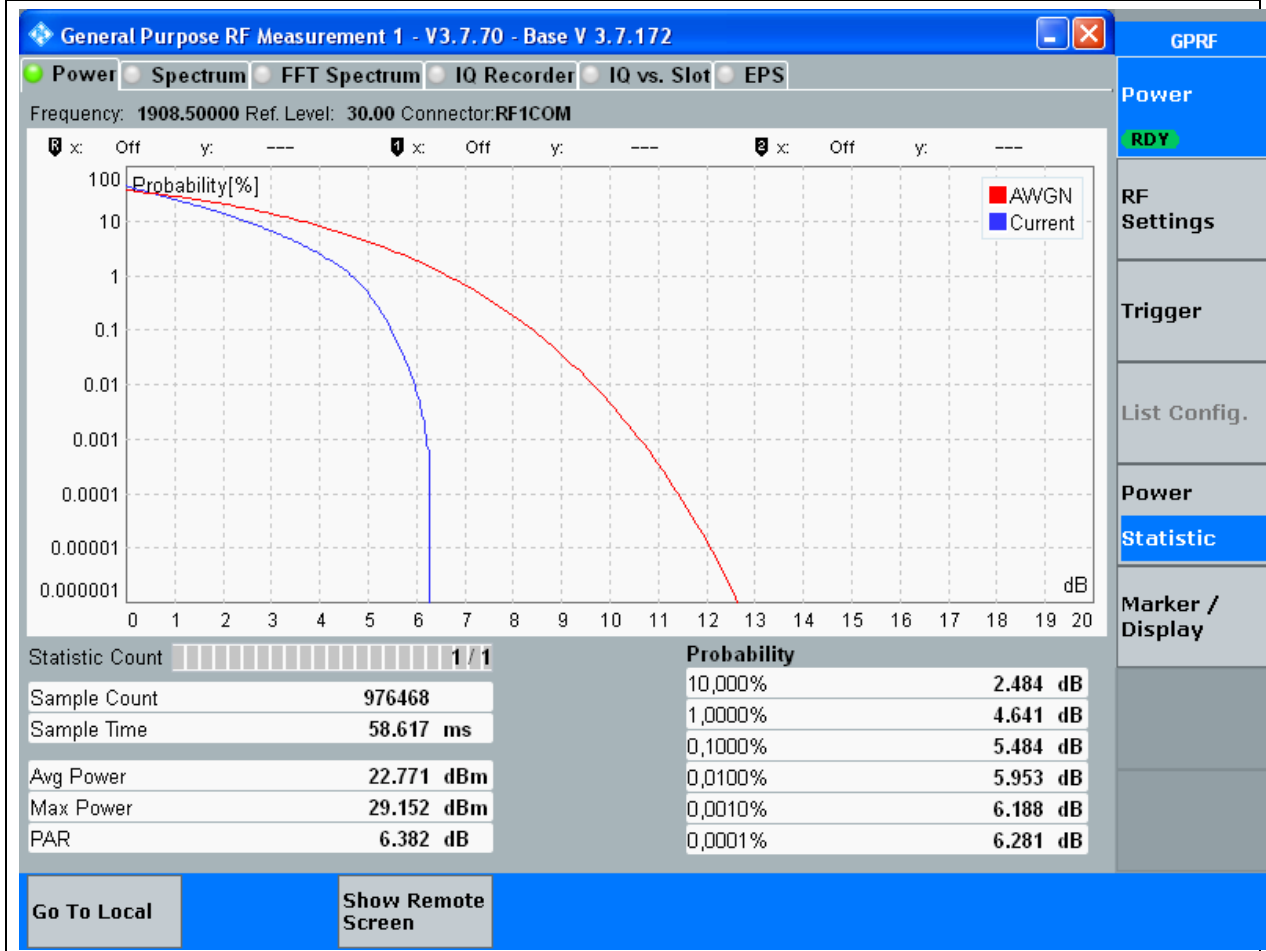 General Purpose RF Measurement 1 - V3.7.70 - Base V 3.7.172
GPRF
Power Spectrum FFT Spectrum IQ Recorder IQ vs. Slot EPS
Frequency: 1908.50000 Ref. Level: 30.00 Connector:RF1COM
R x: Off y: --- 1 x: Off y: --- 2 x: Off y: ---
Probability[%]
100
10
1
0.1
0.01
0.001
0.0001
0.00001
0.000001
AWGN
Current
dB
0 1 2 3 4 5 6 7 8 9 10 11 12 13 14 15 16 17 18 19 20
Statistic Count 1 / 1
Sample Count 976468
Sample Time 58.617 ms
Avg Power 22.771 dBm
Max Power 29.152 dBm
PAR 6.382 dB
Probability
10,000% 2.484 dB
1,0000% 4.641 dB
0,1000% 5.484 dB
0,0100% 5.953 dB
0,0010% 6.188 dB
0,0001% 6.281 dB
Power
RDY
RF
Settings
Trigger
List Config.
Power
Statistic
Marker /
Display
Go To Local
Show Remote
Screen